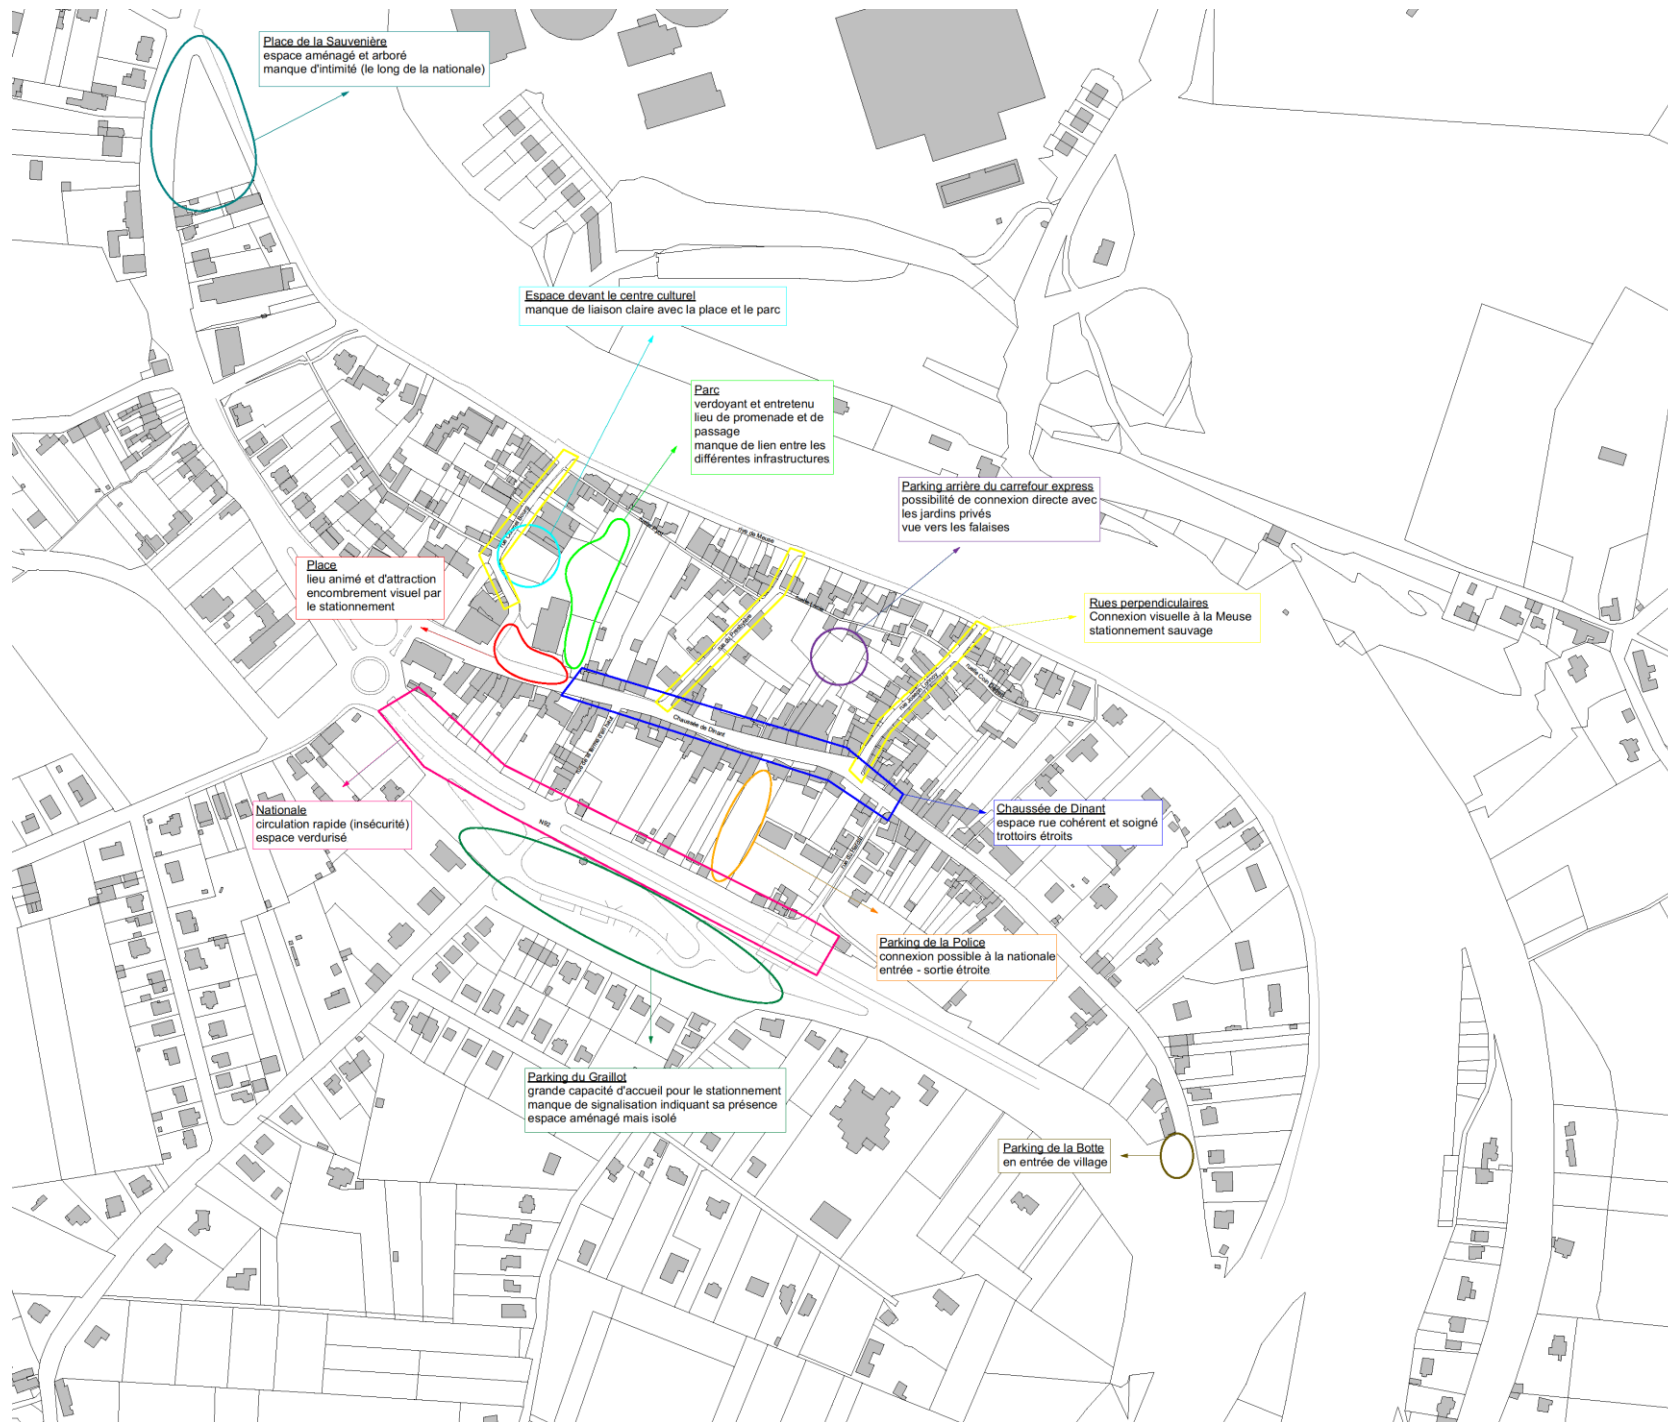 Place de la Sauvenière
espace aménagé et arboré
manque d'intimité (le long de la nationale)
Espace devant le centre culturel
manque de liaison claire avec la place et le parc
Parc
verdoyant et entretenu
lieu de promenade et de
passage
manque de lien entre les
différentes infrastructures
Parking arrière du carrefour express
possibilité de connexion directe avec
les jardins privés
vue vers les falaises
Place
lieu animé et d'attraction
encombrement visuel par
le stationnement
Rues perpendiculaires
Connexion visuelle à la Meuse
stationnement sauvage
rue de Meuse
rue du Presbytère
Chaussée de Dinant
N92
Nationale
circulation rapide (insécurité)
espace verdurisé
Chaussée de Dinant
espace rue cohérent et soigné
trottoirs étroits
Parking de la Police
connexion possible à la nationale
entrée - sortie étroite
Parking du Graillot
grande capacité d'accueil pour le stationnement
manque de signalisation indiquant sa présence
espace aménagé mais isolé
Parking de la Botte
en entrée de village